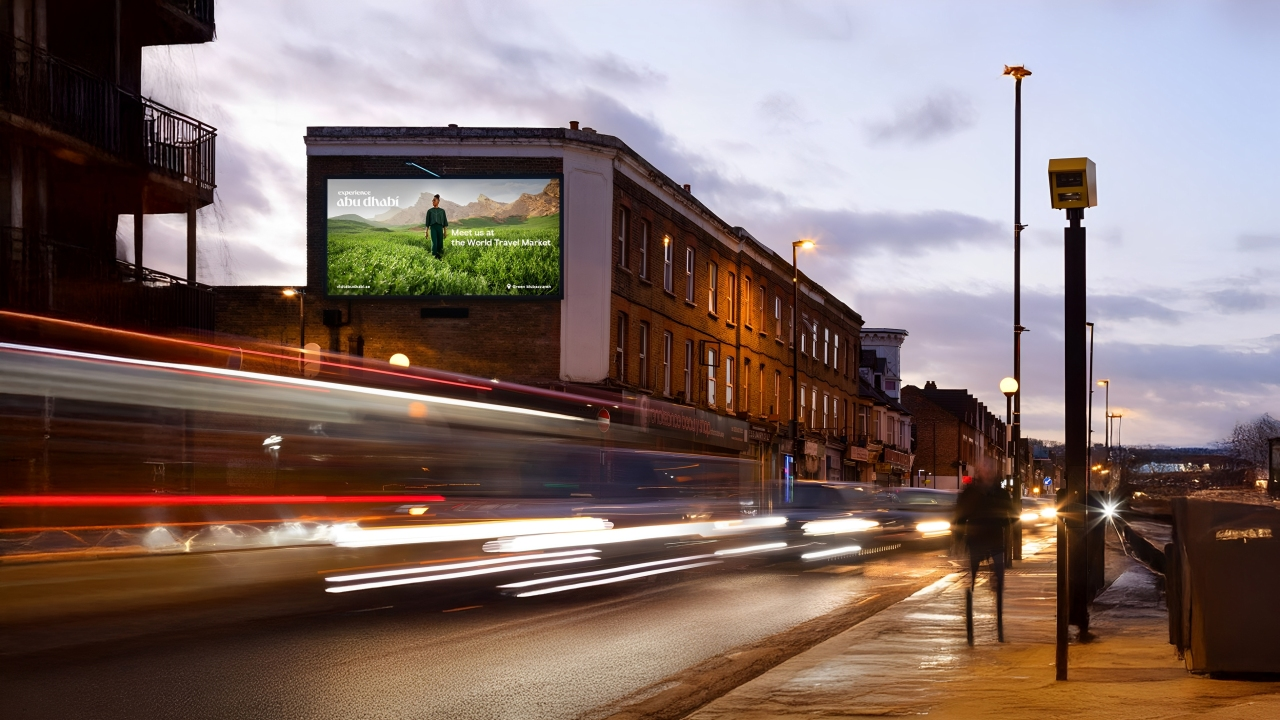 experience
abu dhabi
Meet us at
the World Travel Market